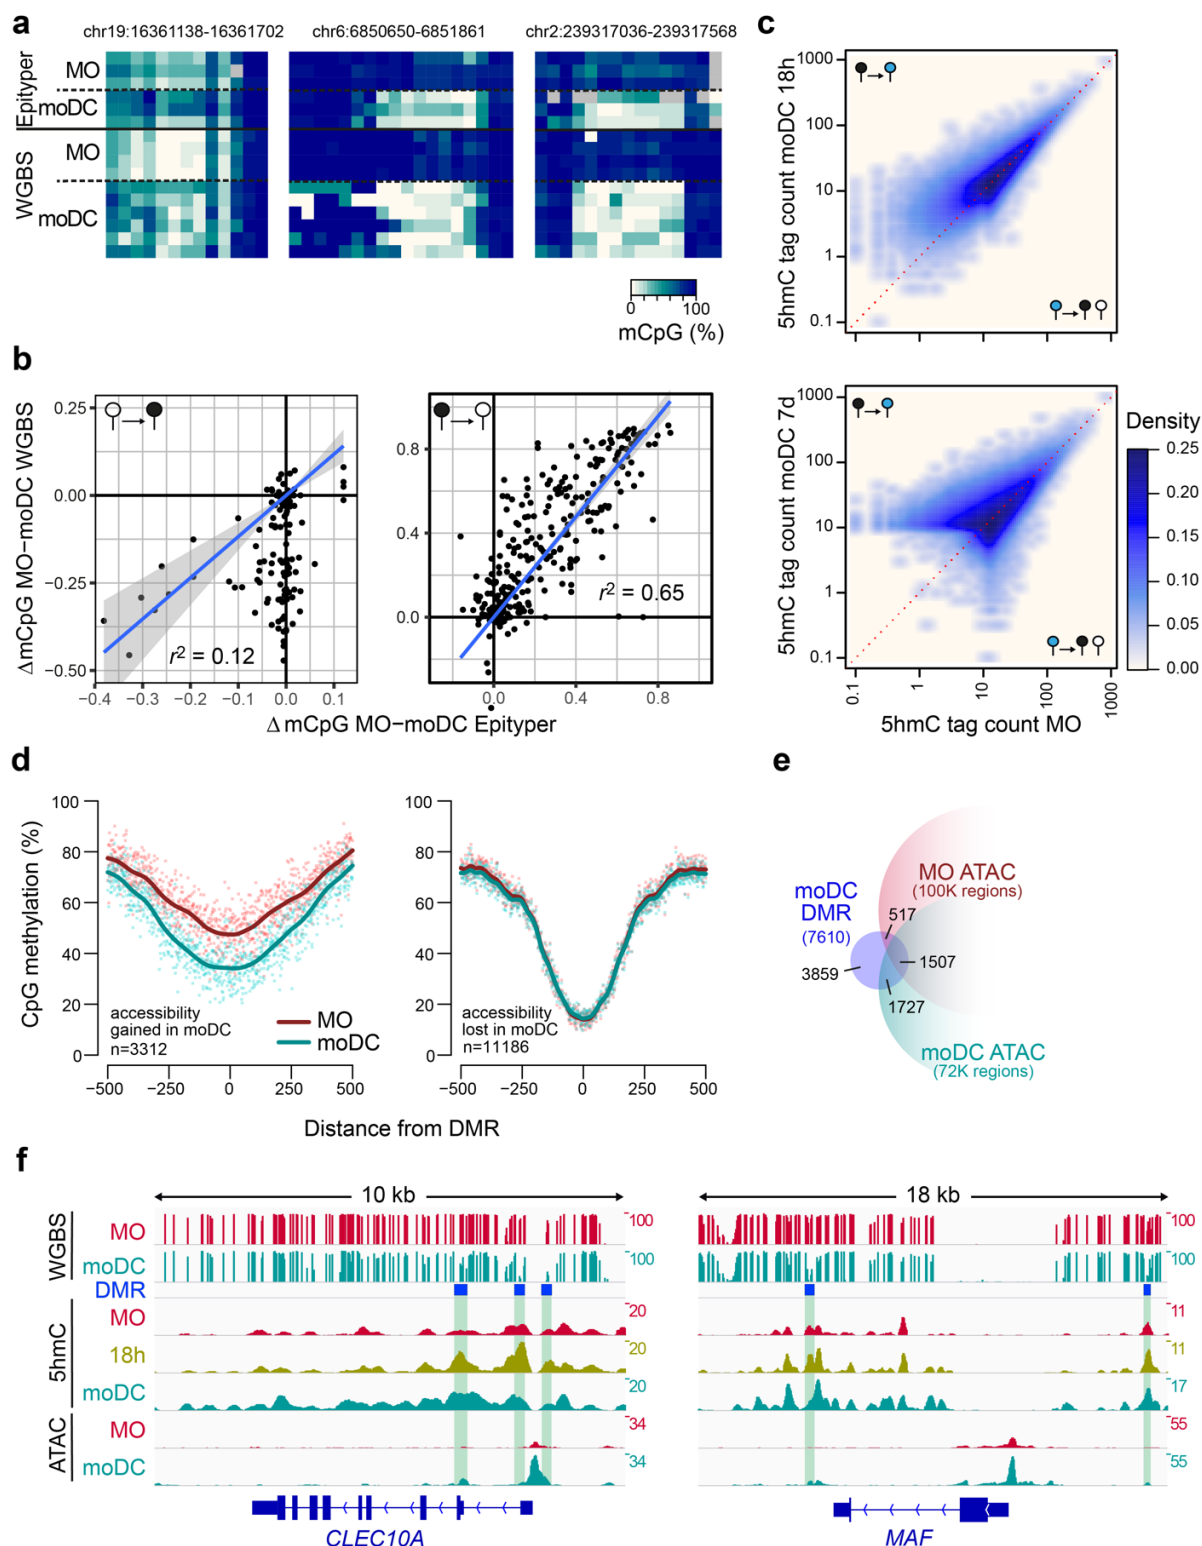 a
chr19:16361138-16361702
chr6:6850650-6851861
chr2:239317036-239317568
Epityper
MO
moDC
WGBS
MO
moDC
0
100
mCpG (%)
b
ΔmCpG MO−moDC WGBS
0.25
0.00
−0.25
−0.50
r² = 0.12
−0.4
−0.3
−0.2
−0.1
0.0
0.1
0.8
0.4
0.0
r² = 0.65
0.0
0.4
0.8
Δ mCpG MO−moDC Epityper
c
5hmC tag count moDC 18h
1000
100
10
1
0.1
5hmC tag count moDC 7d
1000
100
10
1
0.1
0.1
1
10
100
1000
5hmC tag count MO
Density
0.25
0.20
0.15
0.10
0.05
0.00
d
CpG methylation (%)
100
80
60
40
20
0
accessibility
gained in moDC
n=3312
MO
moDC
−500
−250
0
250
500
100
80
60
40
20
0
accessibility
lost in moDC
n=11186
−500
−250
0
250
500
Distance from DMR
e
MO ATAC
(100K regions)
moDC
DMR
(7610)
517
3859
1507
1727
moDC ATAC
(72K regions)
f
10 kb
18 kb
WGBS
MO
100
100
moDC
100
100
DMR
5hmC
MO
20
11
18h
20
11
moDC
20
17
ATAC
MO
34
55
moDC
34
55
CLEC10A
MAF